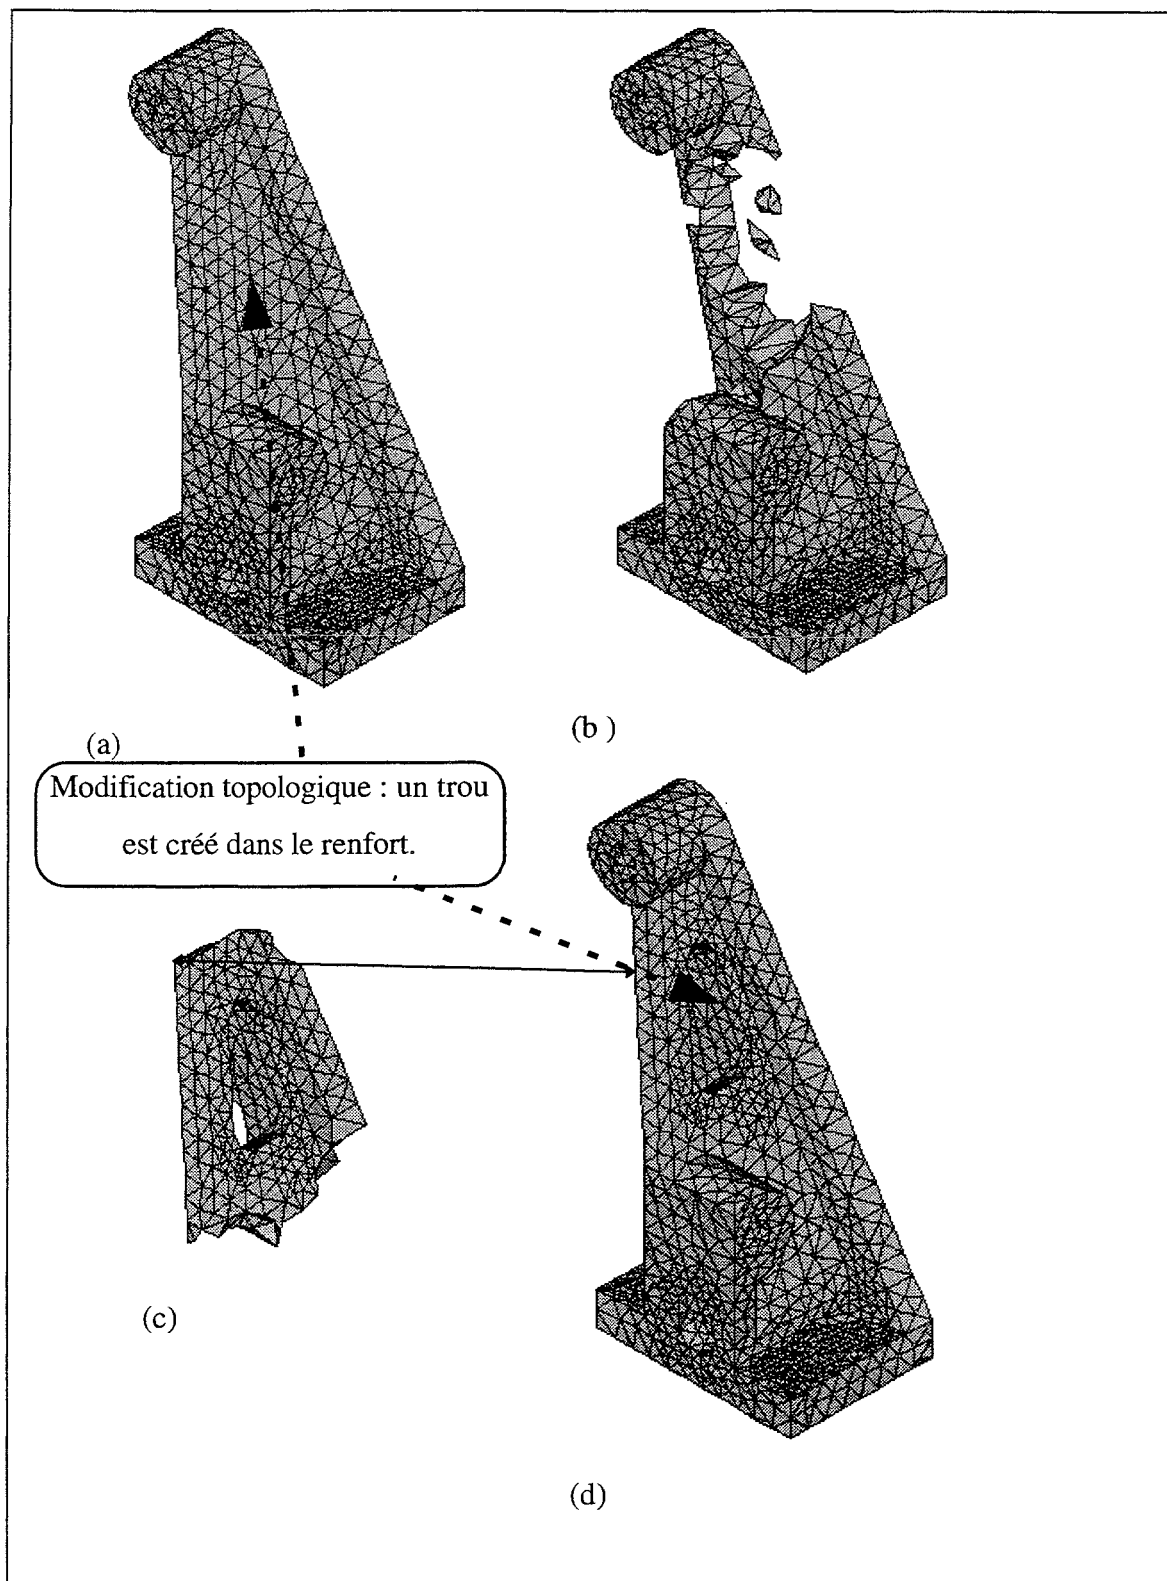 (a)
(b )
Modification topologique : un trou
est créé dans le renfort.
(c)
(d)